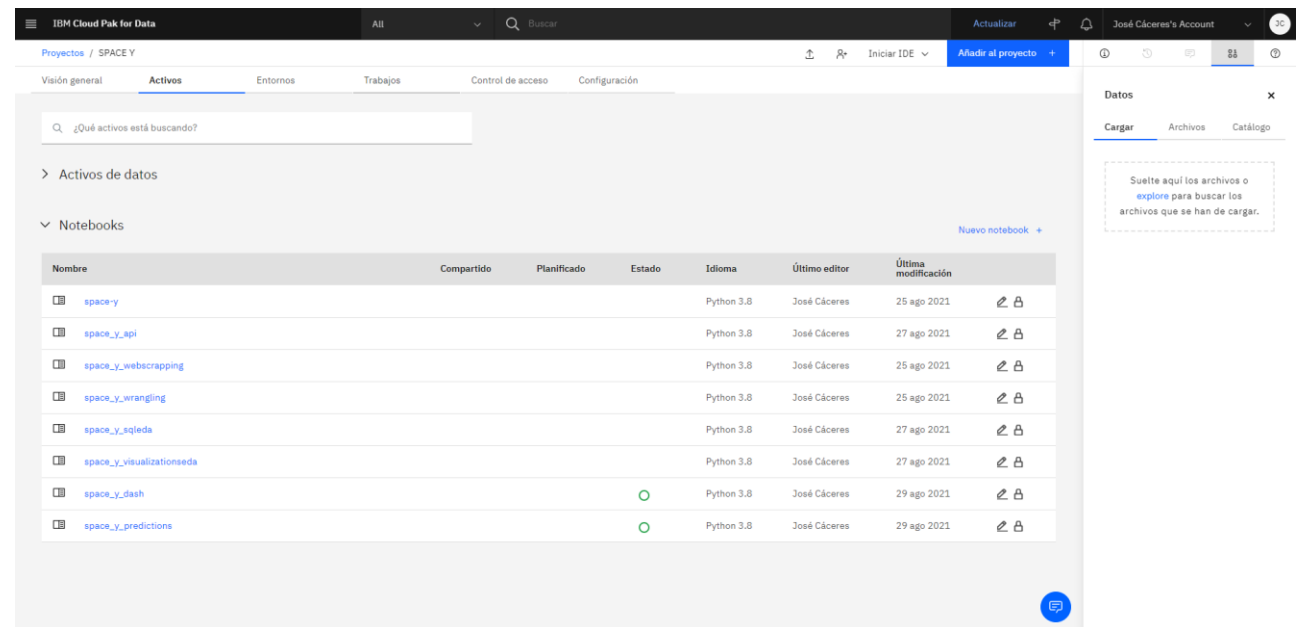 IBM Cloud Pak for Data All Buscar Actualizar José Cáceres's Account JC
Proyectos / SPACE Y Iniciar IDE Añadir al proyecto +
Visión general Activos Entornos Trabajos Control de acceso Configuración
Datos
Cargar Archivos Catálogo
Suelte aquí los archivos o
explore para buscar los
archivos que se han de cargar.
¿Qué activos está buscando?
Activos de datos
Notebooks
Nuevo notebook +
Nombre Compartido Planificado Estado Idioma Último editor Última modificación
space-y Python 3.8 José Cáceres 25 ago 2021
space_y_api Python 3.8 José Cáceres 27 ago 2021
space_y_webscrapping Python 3.8 José Cáceres 25 ago 2021
space_y_wrangling Python 3.8 José Cáceres 25 ago 2021
space_y_sqleda Python 3.8 José Cáceres 27 ago 2021
space_y_visualizationseda Python 3.8 José Cáceres 27 ago 2021
space_y_dash Python 3.8 José Cáceres 29 ago 2021
space_y_predictions Python 3.8 José Cáceres 29 ago 2021